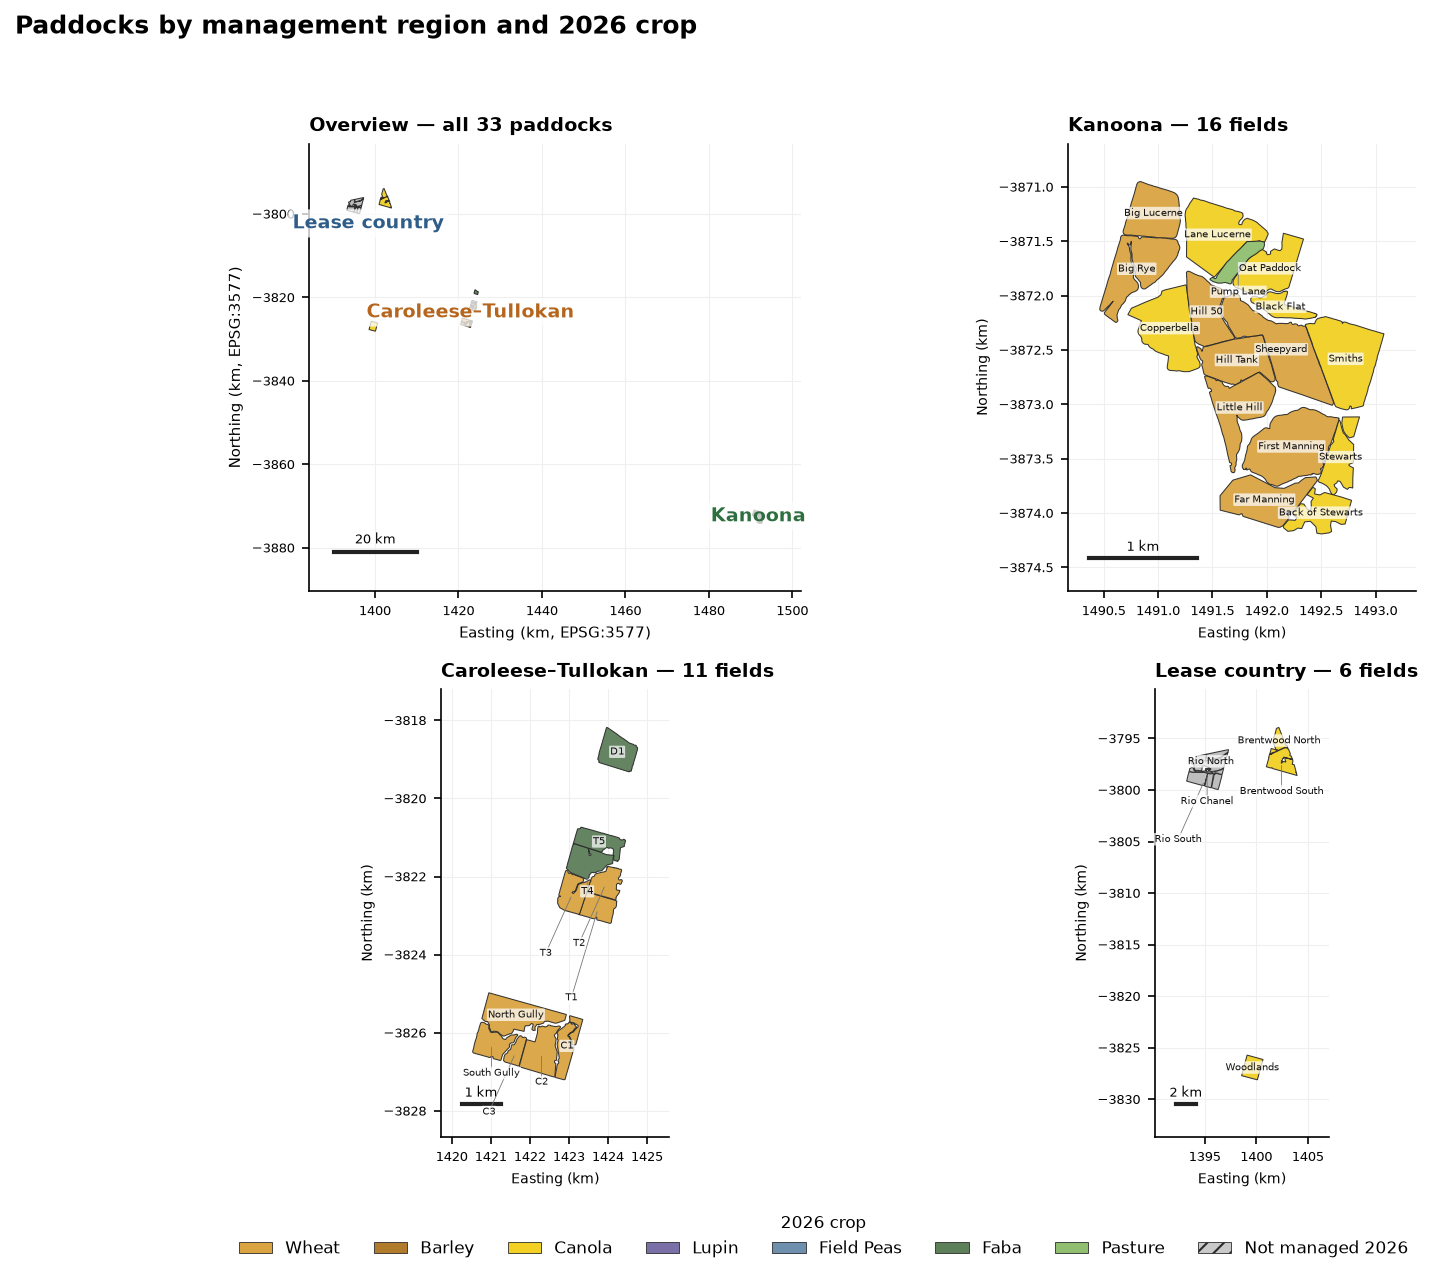 Paddocks by management region and 2026 crop
Overview — all 33 paddocks
Northing (km, EPSG:3577)
−3800
−3820
−3840
−3860
−3880
Lease country
Caroleese–Tullokan
Kanoona
20 km
1400 1420 1440 1460 1480 1500
Easting (km, EPSG:3577)
Kanoona — 16 fields
Northing (km)
−3871.0
−3871.5
−3872.0
−3872.5
−3873.0
−3873.5
−3874.0
−3874.5
Big Lucerne
Lane Lucerne
Big Rye
Oat Paddock
Pump Lane
Black Flat
Hill 50
Copperbella
Sheepyard
Hill Tank
Smiths
Little Hill
First Manning
Stewarts
Far Manning
Back of Stewarts
1 km
1490.5 1491.0 1491.5 1492.0 1492.5 1493.0
Easting (km)
Caroleese–Tullokan — 11 fields
Northing (km)
−3818
−3820
−3822
−3824
−3826
−3828
D1
T5
T4
T2
T3
T1
North Gully
C1
South Gully
C2
1 km
C3
1420 1421 1422 1423 1424 1425
Easting (km)
Lease country — 6 fields
Northing (km)
−3795
−3800
−3805
−3810
−3815
−3820
−3825
−3830
Brentwood North
Rio North
Brentwood South
Rio Chanel
Rio South
Woodlands
2 km
1395 1400 1405
Easting (km)
2026 crop
Wheat Barley Canola Lupin Field Peas Faba Pasture Not managed 2026